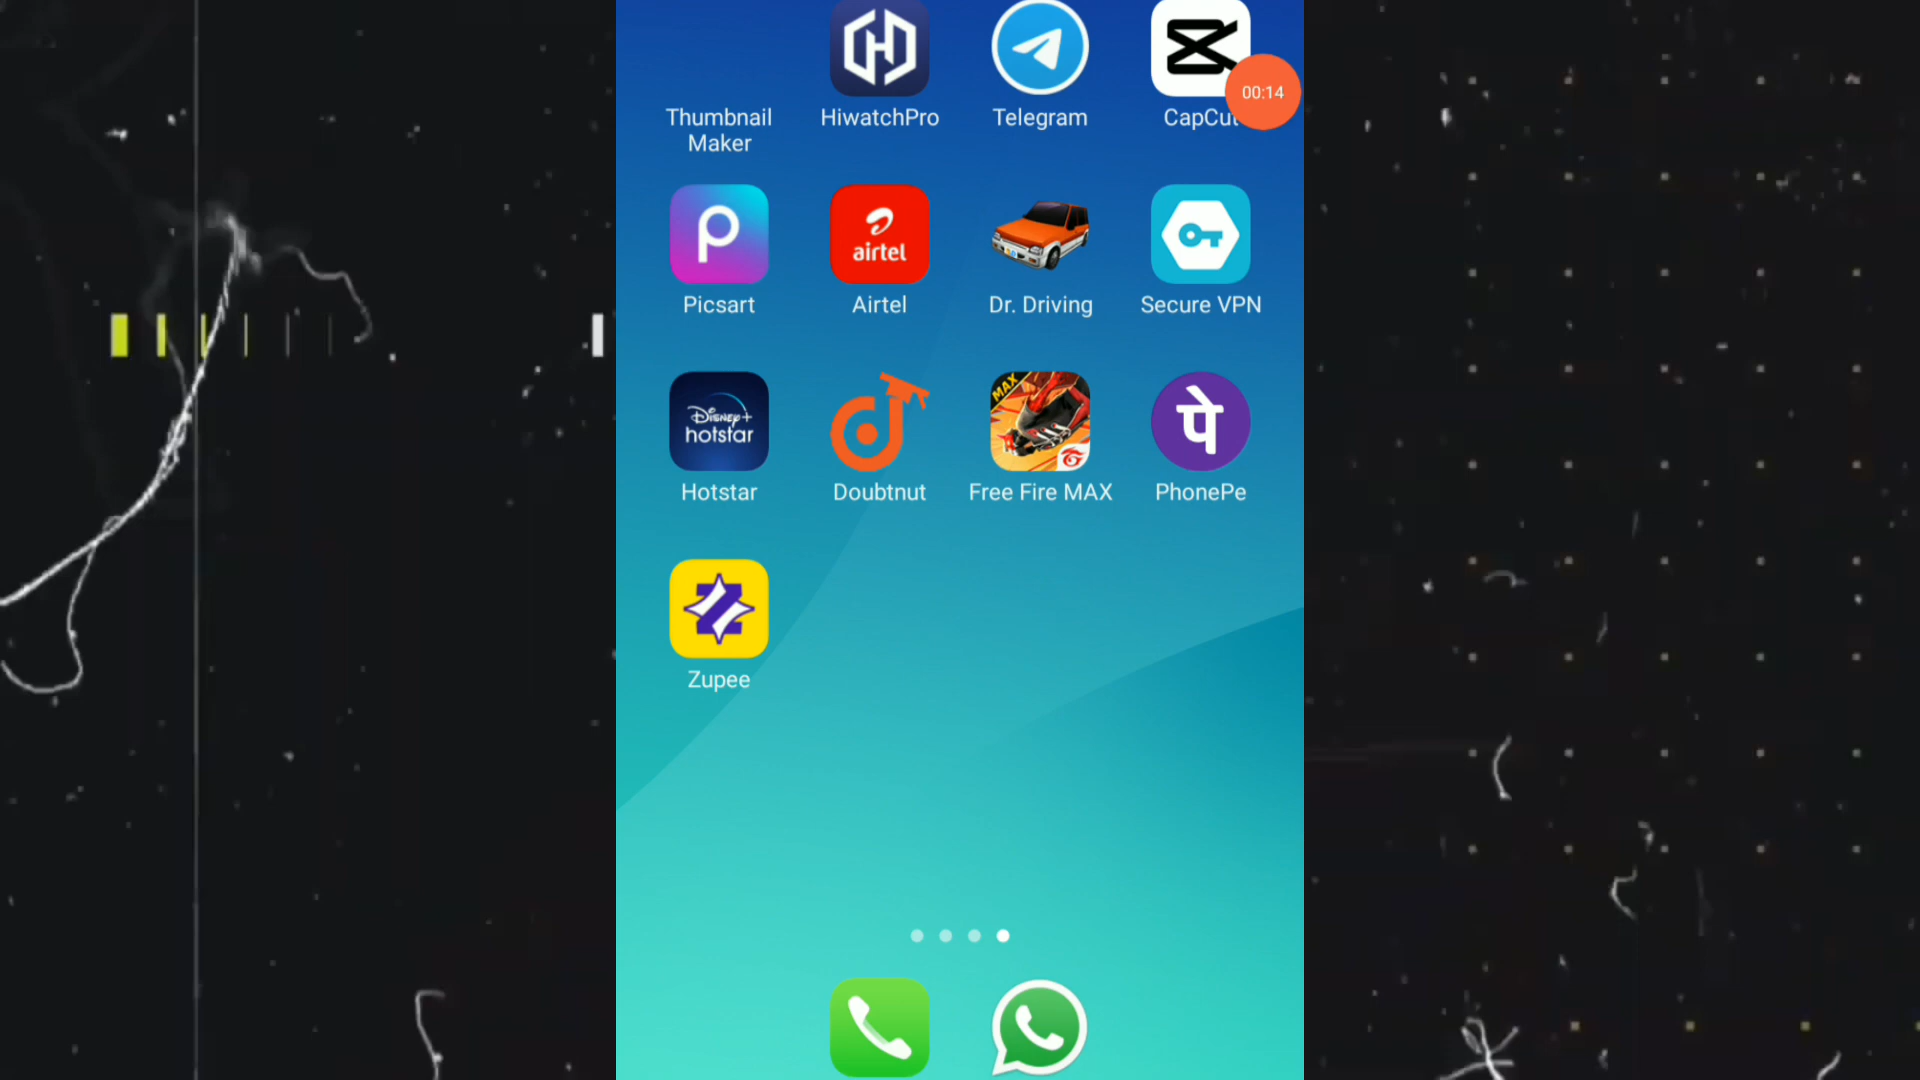 Thumbnail
Maker
HiwatchPro
Telegram
CapCut
00:14
airtel
Picsart
Airtel
Dr. Driving
Secure VPN
Disney+
hotstar
MAX
पे
Hotstar
Doubtnut
Free Fire MAX
PhonePe
Zupee